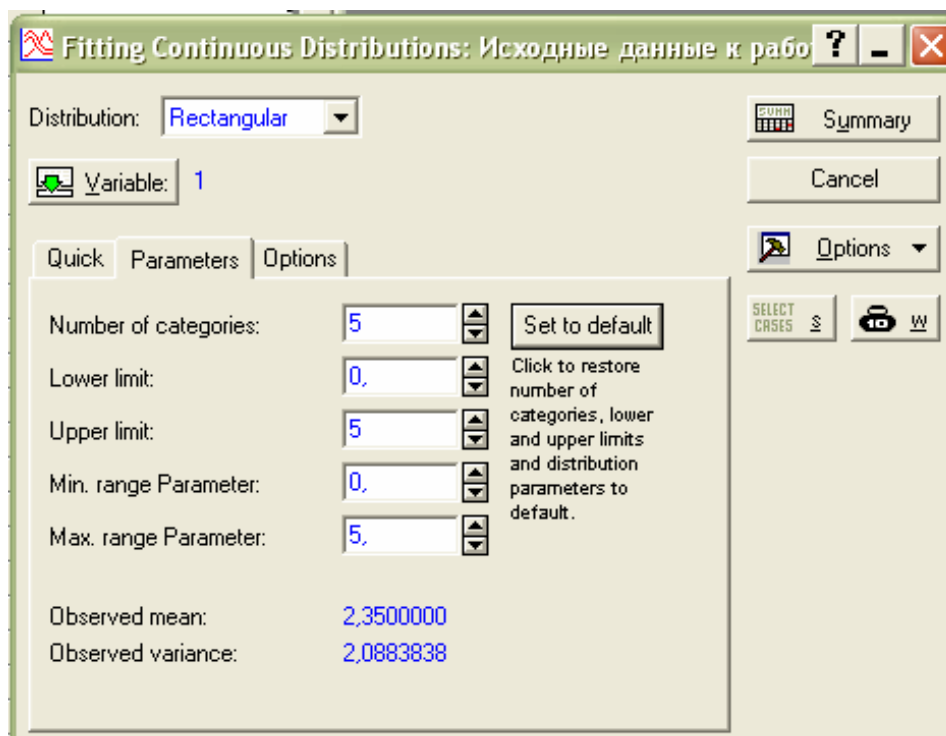 Fitting Continuous Distributions: Исходные данные к рабо
Distribution: Rectangular
Variable: 1
Quick Parameters Options
Number of categories: 5
Lower limit: 0,
Upper limit: 5
Min. range Parameter: 0,
Max. range Parameter: 5,
Set to default
Click to restore
number of
categories, lower
and upper limits
and distribution
parameters to
default.
Observed mean: 2,3500000
Observed variance: 2,0883838
SUMM
Summary
Cancel
Options
SELECT
CASES S
W